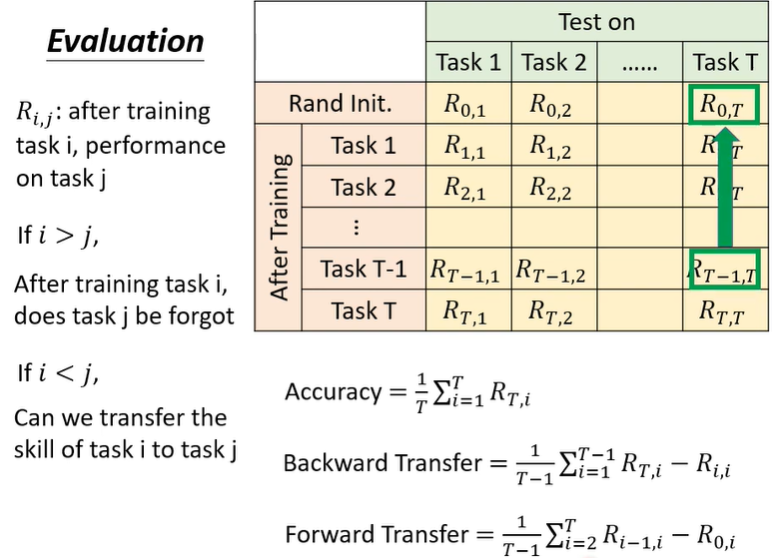 Evaluation
R_{i,j}: after training
task i, performance
on task j
If i > j,
After training task i,
does task j be forgot
If i < j,
Can we transfer the
skill of task i to task j
Test on
Task 1 Task 2 …… Task T
Rand Init. R_{0,1} R_{0,2} R_{0,T}
After Training
Task 1 R_{1,1} R_{1,2} R T
Task 2 R_{2,1} R_{2,2} R T
⋮
Task T-1 R_{T−1,1} R_{T−1,2} R_{T−1,T}
Task T R_{T,1} R_{T,2} R_{T,T}
Accuracy = \frac{1}{T} \sum_{i=1}^{T} R_{T,i}
Backward Transfer = \frac{1}{T−1} \sum_{i=1}^{T−1} R_{T,i} − R_{i,i}
Forward Transfer = \frac{1}{T−1} \sum_{i=2}^{T} R_{i−1,i} − R_{0,i}